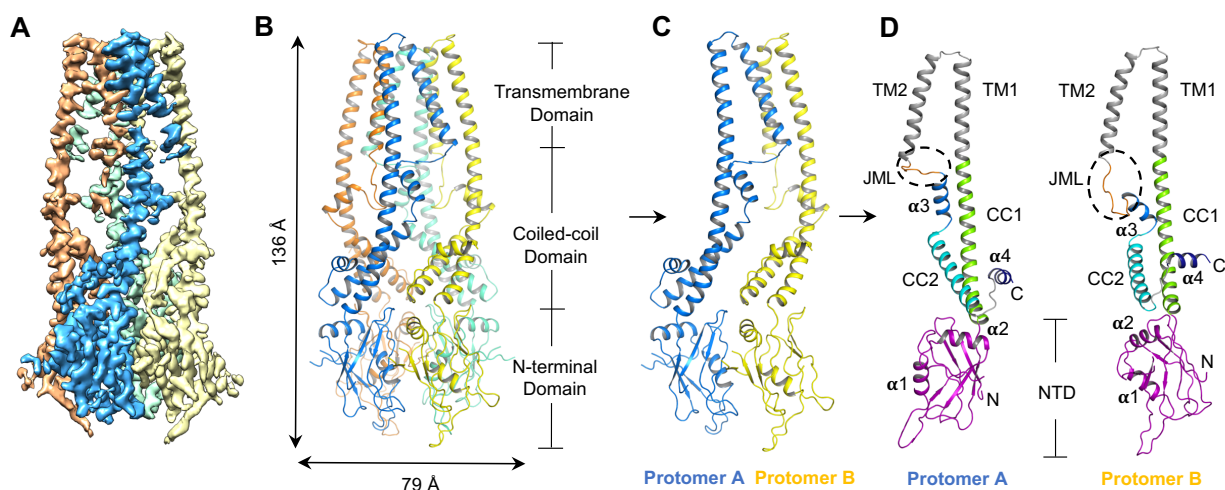 A
B
C
D
136 Å
79 Å
Transmembrane
Domain
Coiled-coil
Domain
N-terminal
Domain
Protomer A
Protomer B
TM2
TM1
JML
α3
CC1
CC2
α4
C
α2
α1
N
NTD
Protomer A
TM2
TM1
JML
α3
CC1
CC2
α4
C
α2
α1
N
Protomer B